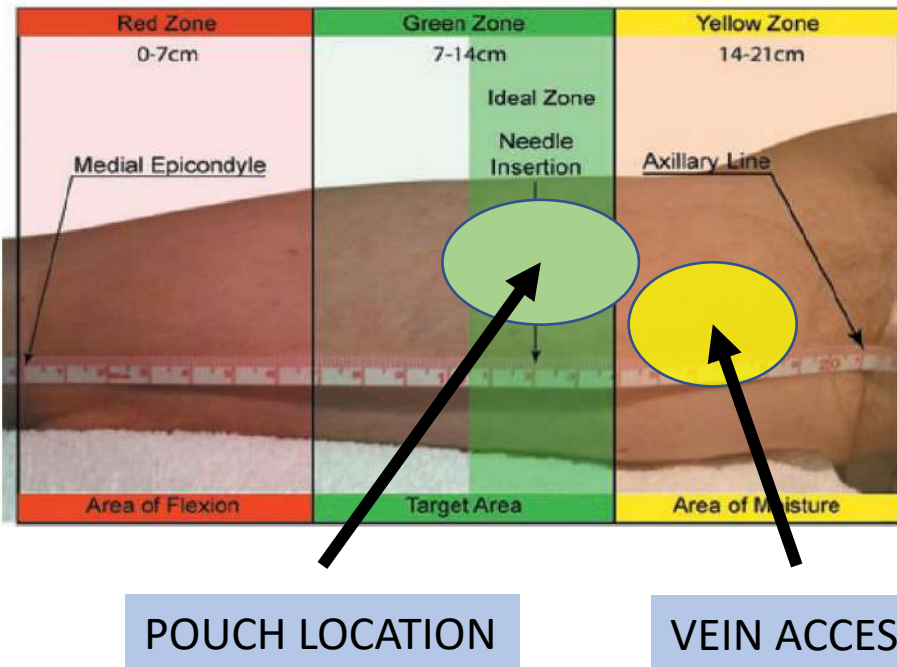 Red Zone
Green Zone
Yellow Zone
0-7cm
7-14cm
14-21cm
Ideal Zone
Needle
Insertion
Medial Epicondyle
Axillary Line
20
Area of Flexion
Target Area
Area of Moisture
POUCH LOCATION
VEIN ACCES